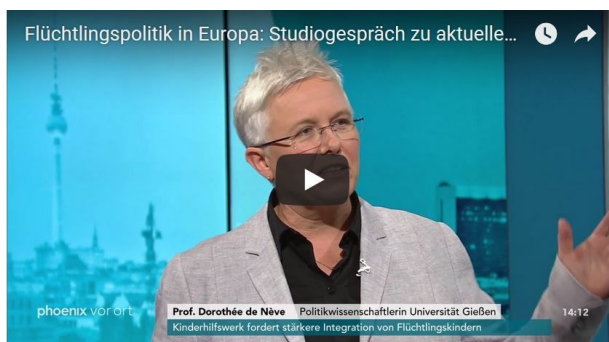 Flüchtlingspolitik in Europa: Studiogespräch zu aktuelle...
phoenix vor ort
Prof. Dorothée de Nève Politikwissenschaftlerin Universität Gießen
14:12
Kinderhilfswerk fordert stärkere Integration von Flüchtlingskindern